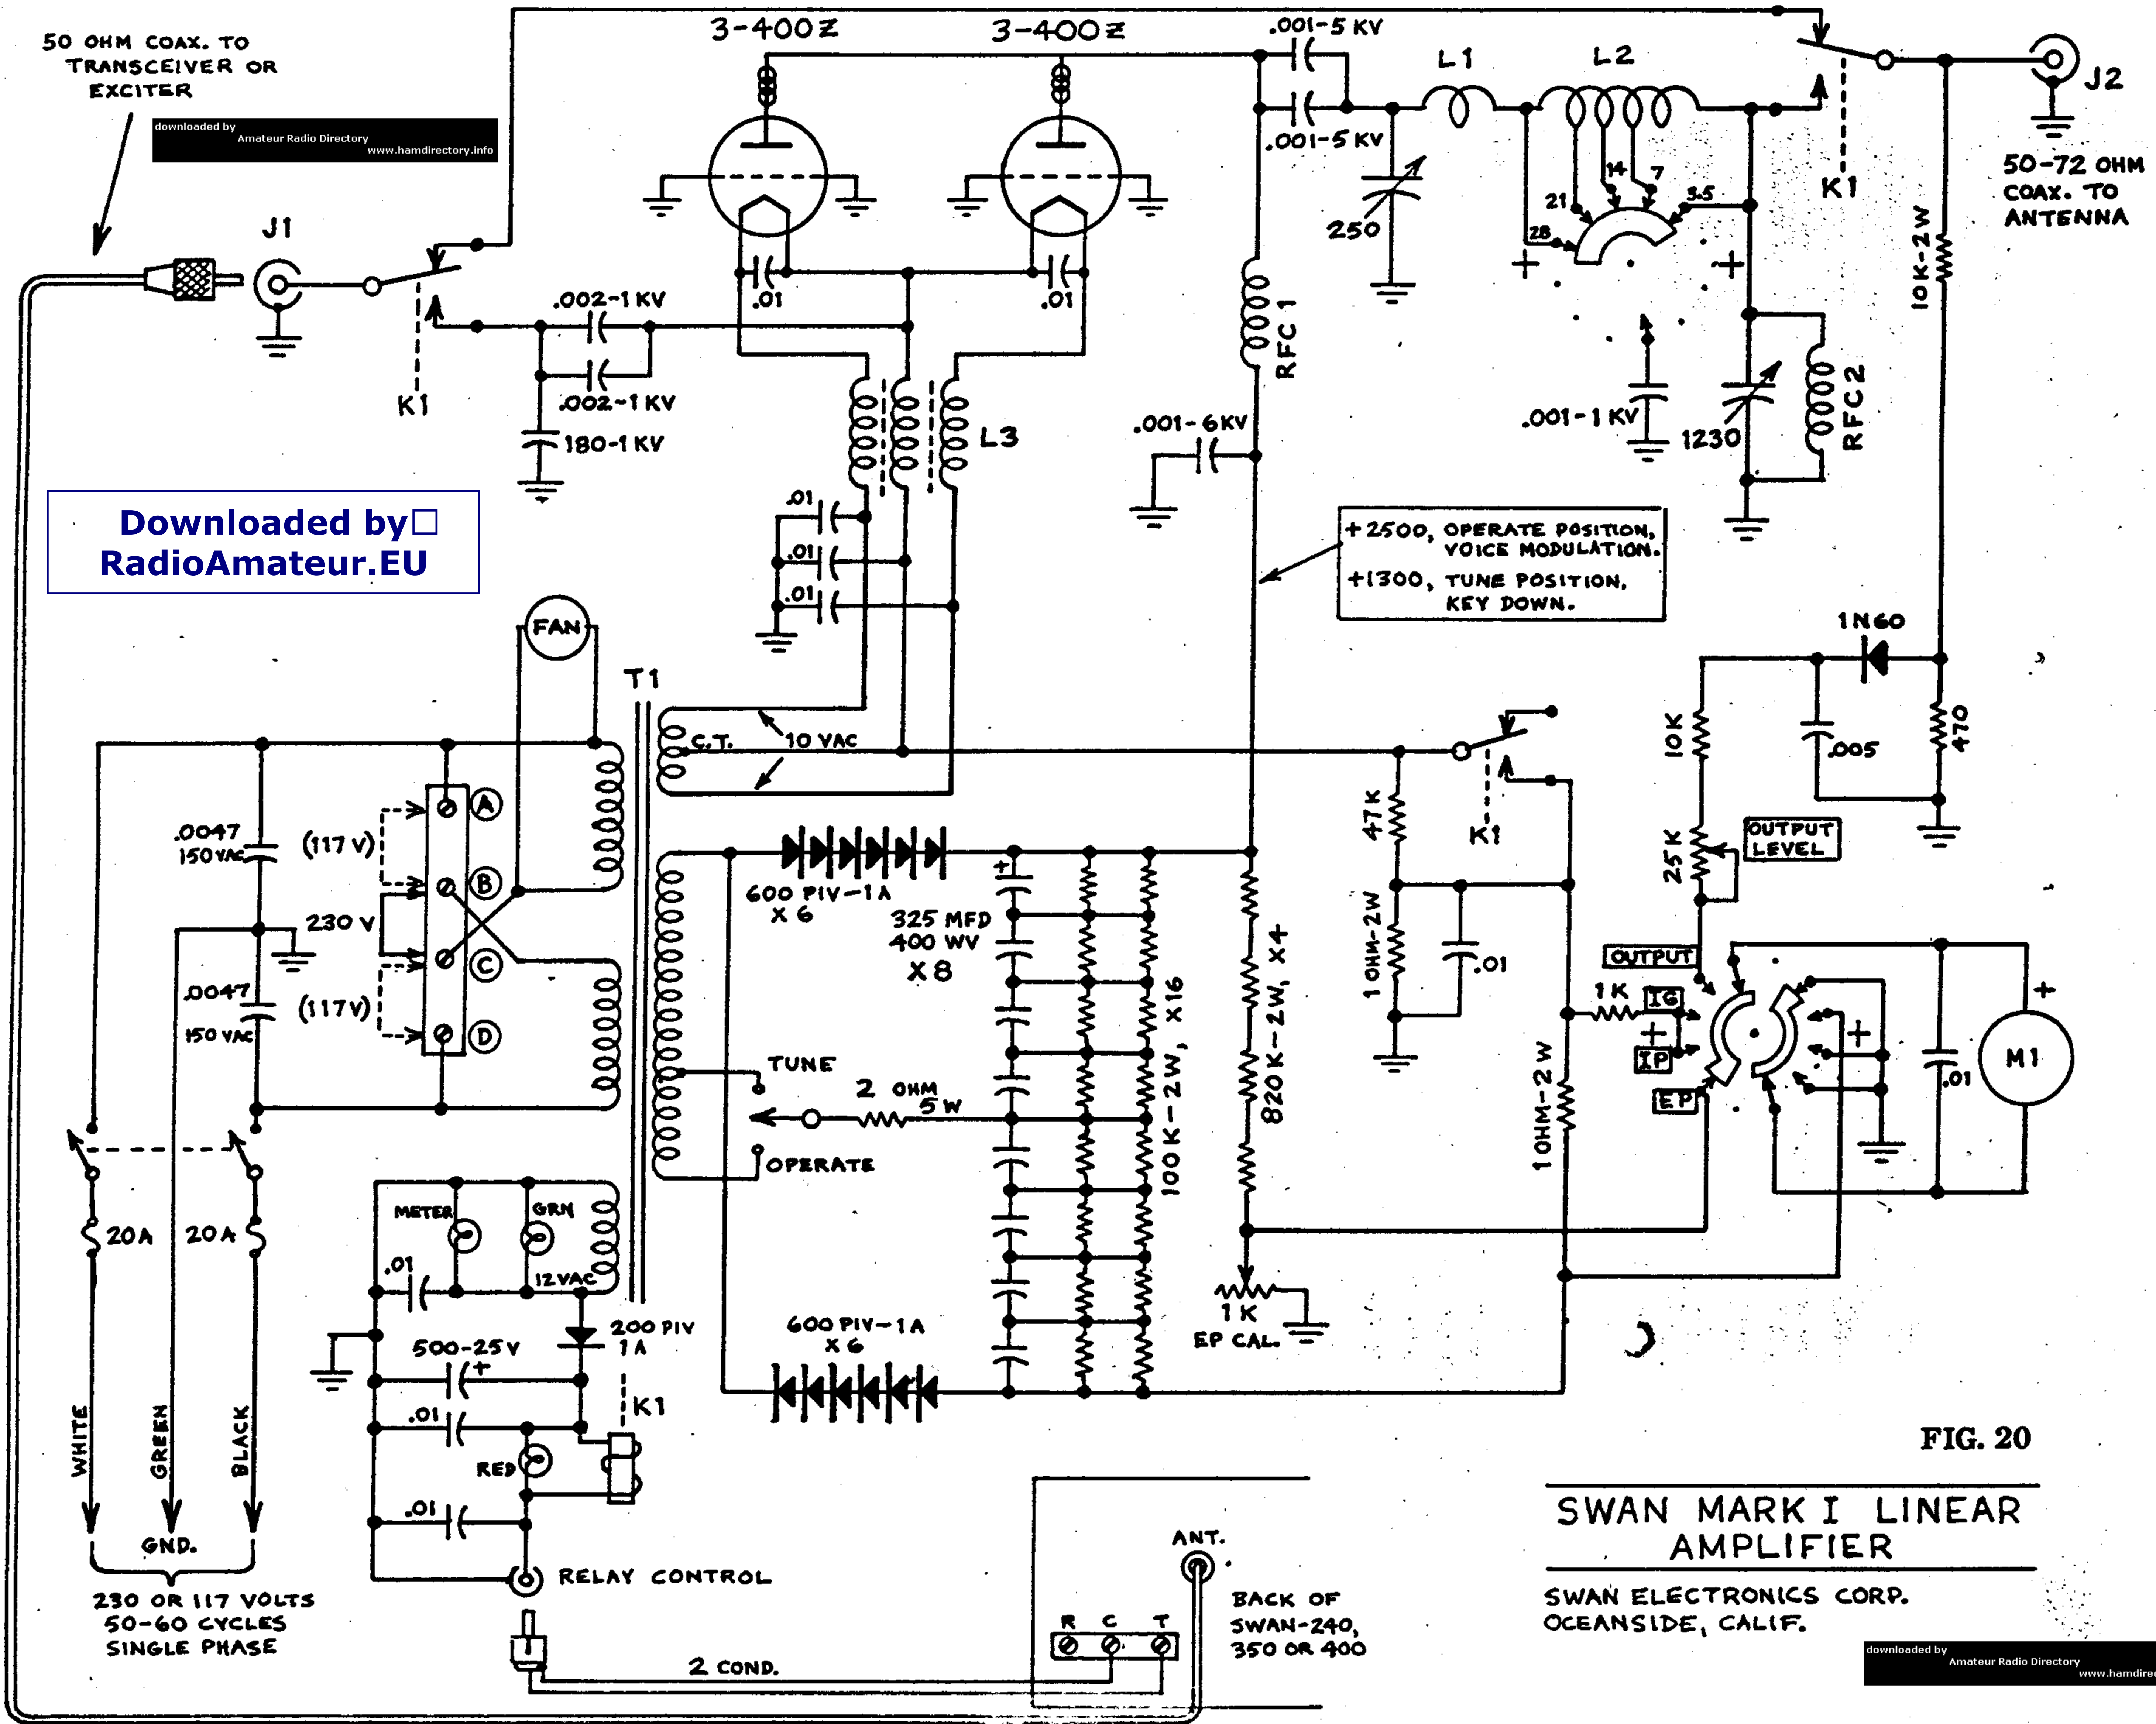 50 OHM COAX. TO
TRANSCEIVER OR
EXCITER
downloaded by
Amateur Radio Directory
www.hamdirectory.info
3-400Z
3-400Z
.001-5 KV
.001-5 KV
L1
L2
J2
50-72 OHM
COAX. TO
ANTENNA
K1
250
28
21
14
7
3.5
+
+
10K-2W
J1
K1
.002-1 KV
.002-1 KV
180-1 KV
.01
.01
L3
RFC 1
.001-6KV
.001-1 KV
1230
RFC2
Downloaded by
RadioAmateur.EU
.01
.01
.01
+2500, OPERATE POSITION,
VOICE MODULATION.
+1300, TUNE POSITION,
KEY DOWN.
FAN
T1
C.T.
10 VAC
1N60
10K
.005
470
25K
OUTPUT
LEVEL
K1
47K
1 OHM-2W
.01
.0047
150 VAC
(117 V)
230 V
(117 V)
.0047
150 VAC
A
B
C
D
600 PIV-1A
X 6
325 MFD
400 WV
X 8
+
100K-2W, X16
820K-2W, X4
TUNE
2 OHM
5 W
OPERATE
OUTPUT
1K
IG
+
IP
EP
+
.01
+
M1
1 OHM-2W
20A
20A
METER
GRN
.01
12 VAC
200 PIV
1A
500-25V
+
.01
K1
RED
.01
600 PIV-1A
X 6
1 K
EP CAL.
WHITE
GREEN
BLACK
GND.
230 OR 117 VOLTS
50-60 CYCLES
SINGLE PHASE
RELAY CONTROL
2 COND.
ANT.
R C T
BACK OF
SWAN-240,
350 OR 400
FIG. 20
SWAN MARK I LINEAR
AMPLIFIER
SWAN ELECTRONICS CORP.
OCEANSIDE, CALIF.
downloaded by
Amateur Radio Directory
www.hamdirec